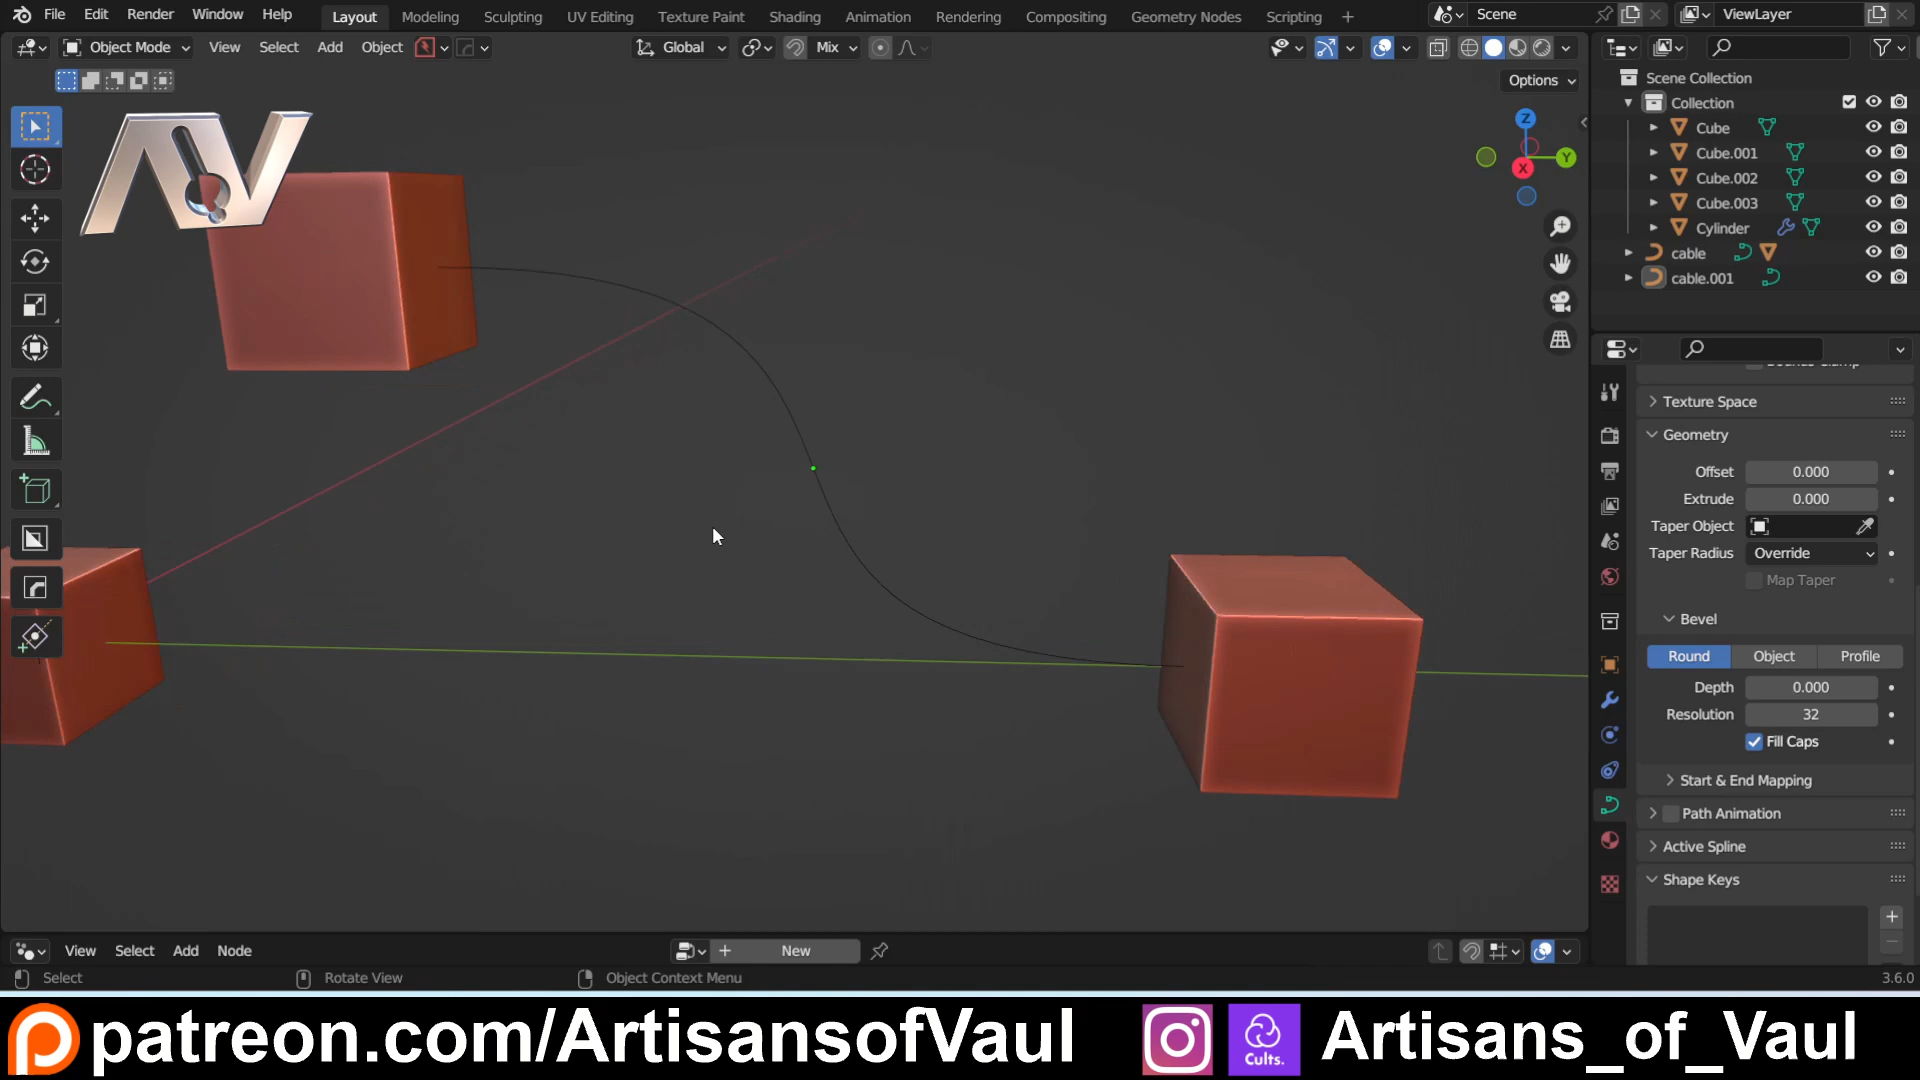 File Edit Render Window Help Layout Modeling Sculpting UV Editing Texture Paint Shading Animation Rendering Compositing Geometry Nodes Scripting + Scene ViewLayer
Object Mode View Select Add Object Global Mix
Options
Z
Y
X
Scene Collection
Collection
Cube
Cube.001
Cube.002
Cube.003
Cylinder
cable
cable.001
Texture Space
Geometry
Offset 0.000
Extrude 0.000
Taper Object
Taper Radius Override
Map Taper
Bevel
Round Object Profile
Depth 0.000
Resolution 32
Fill Caps
Start & End Mapping
Path Animation
Active Spline
Shape Keys
View Select Add Node + New
Select Rotate View Object Context Menu 3.6.0
patreon.com/ArtisansofVaul Cults. Artisans_of_Vaul